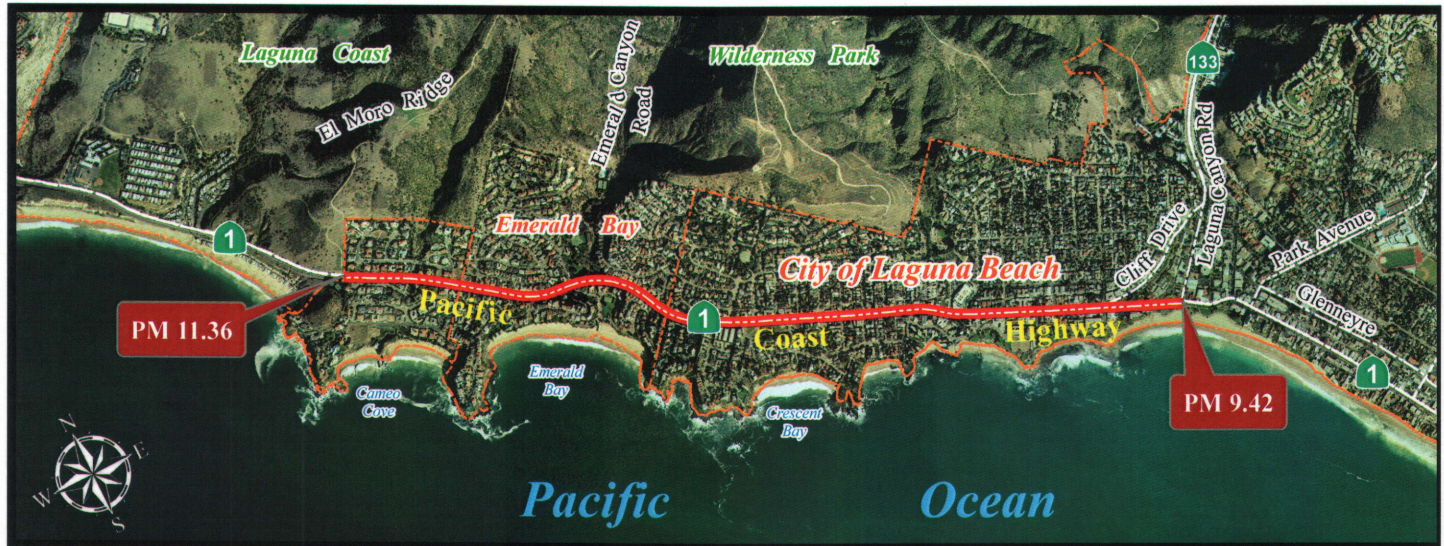 Laguna Coast
Wilderness Park
133
El Moro Ridge
Emerald Canyon
Road
Laguna Canyon Rd
Cliff Drive
Park Avenue
Glenneyre
Emerald Bay
City of Laguna Beach
1
PM 11.36
Pacific
1
Coast
Highway
1
PM 9.42
Cameo
Cove
Emerald
Bay
Crescent
Bay
N
E
W
S
Pacific Ocean